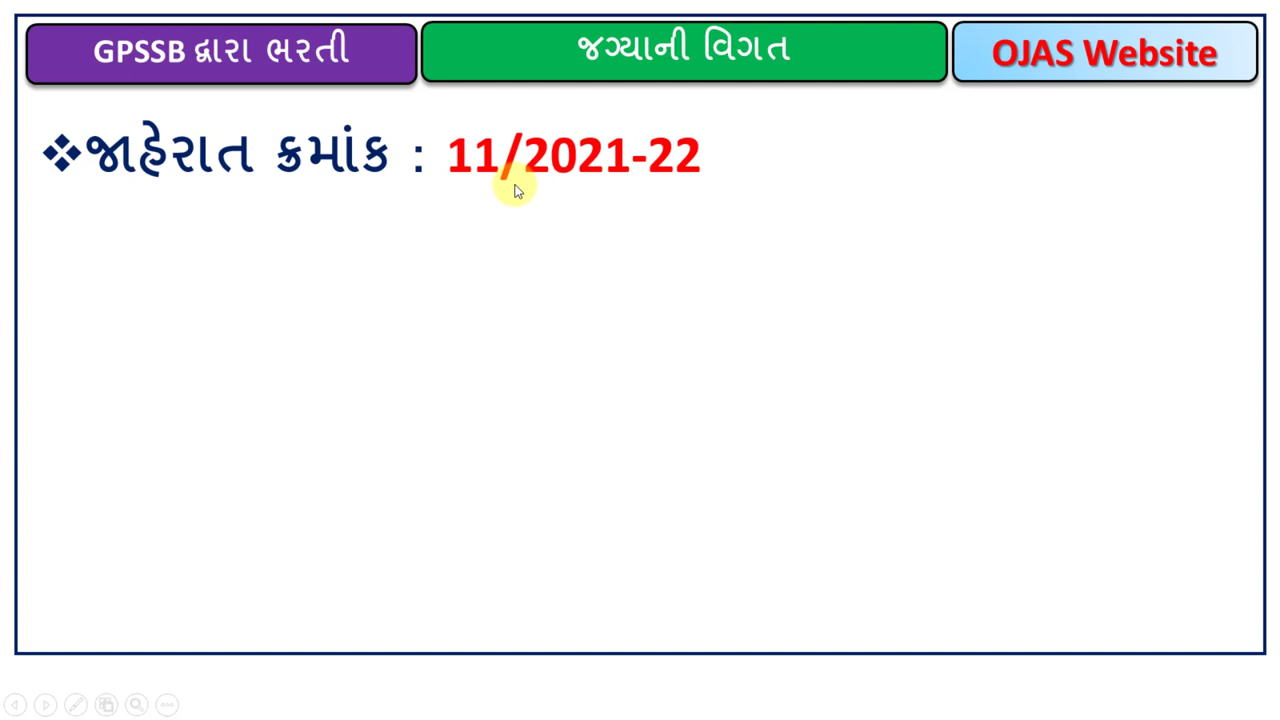 GPSSB દ્વારા ભરતી
જગ્યાની વિગત
OJAS Website
❖જાહેરાત ક્રમાંક : 11/2021-22